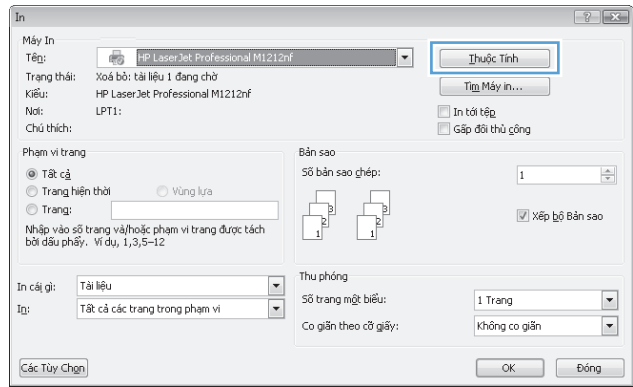 In
Máy In
Tên: HP LaserJet Professional M1212nf
Thuộc Tính
Trạng thái: Xoá bỏ: tài liệu 1 đang chờ
Tìm Máy in...
Kiểu: HP LaserJet Professional M1212nf
Nơi: LPT1:
In tới tệp
Chú thích:
Gấp đôi thủ công
Phạm vi trang
Tất cả
Trang hiện thời Vùng lựa
Trang:
Nhập vào số trang và/hoặc phạm vi trang được tách
bởi dấu phẩy. Ví dụ, 1,3,5–12
Bản sao
Số bản sao chép: 1
3 3
2 2
1 1
Xếp bộ Bản sao
In cái gì: Tài liệu
In: Tất cả các trang trong phạm vi
Thu phóng
Số trang một biểu: 1 Trang
Co giãn theo cỡ giấy: Không co giãn
Các Tùy Chọn
OK
Đóng